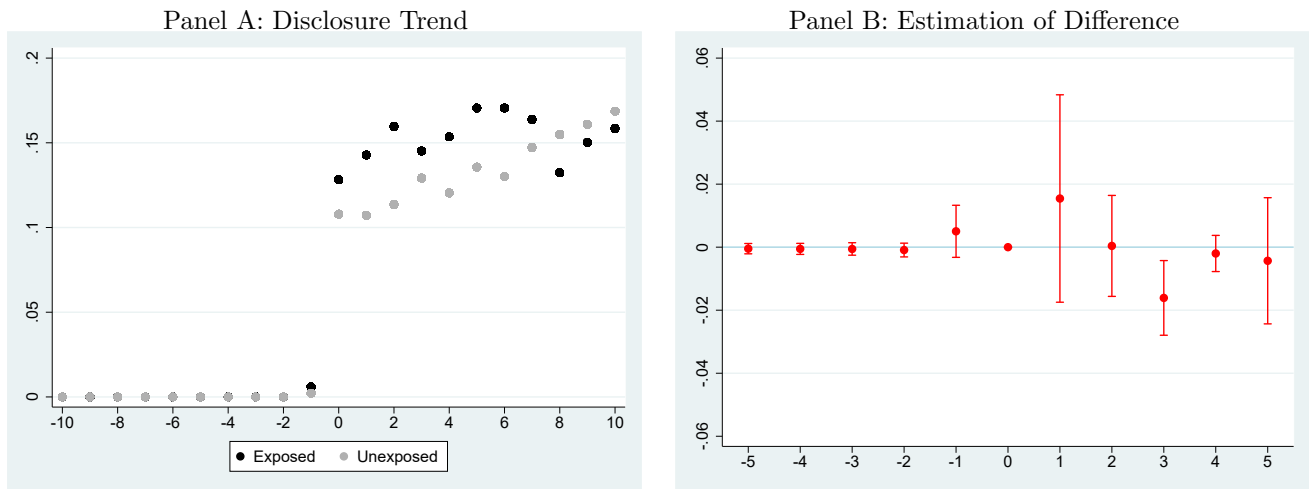 Panel A: Disclosure Trend
.2
.15
.1
.05
0
-10 -8 -6 -4 -2 0 2 4 6 8 10
Exposed Unexposed
Panel B: Estimation of Difference
.06
.04
.02
0
-.02
-.04
-.06
-5 -4 -3 -2 -1 0 1 2 3 4 5